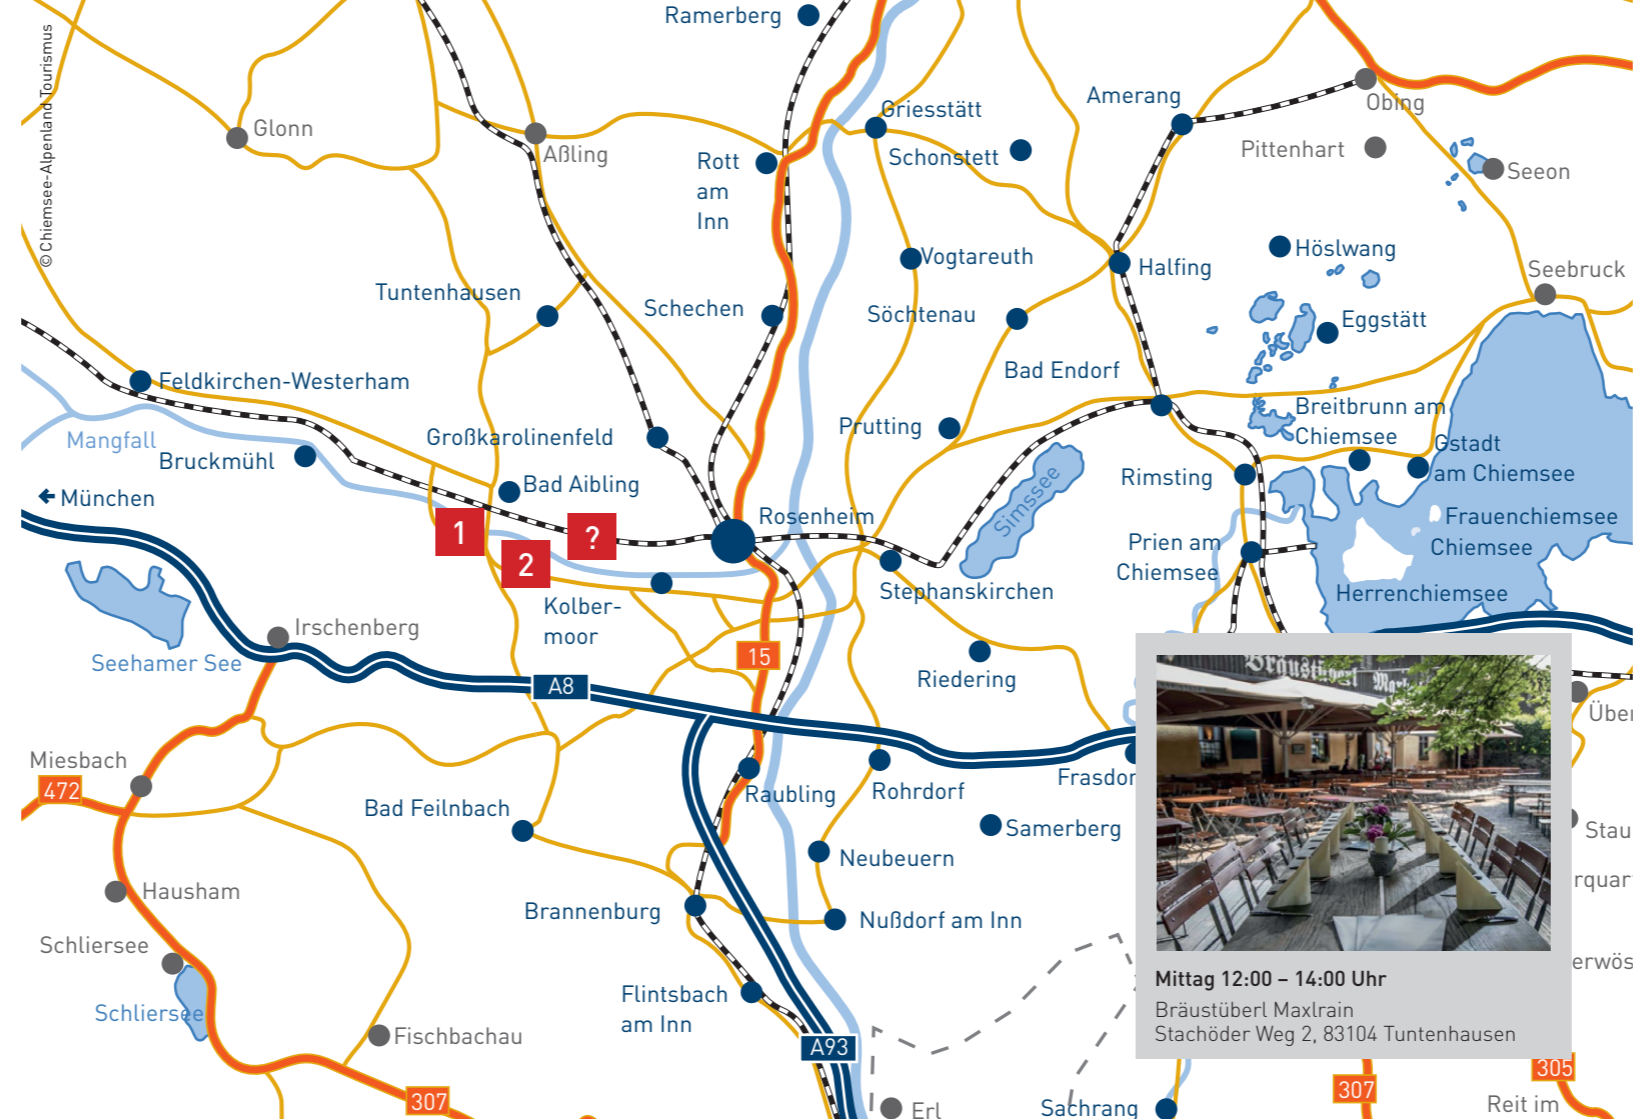 © Chiemsee-Alpenland Tourismus
Ramerberg
Glonn
Aßling
Rott
am
Inn
Griesstätt
Schonstett
Amerang
Obing
Pittenhart
Seeon
Vogtareuth
Halfing
Höslwang
Seebruck
Tuntenhausen
Schechen
Söchtenau
Eggstätt
Feldkirchen-Westerham
Bad Endorf
Mangfall
Bruckmühl
Großkarolinenfeld
Prutting
Breitbrunn am
Chiemsee
Gstadt
am Chiemsee
München
Bad Aibling
Rimsting
Simssee
Rosenheim
Frauenchiemsee
Chiemsee
1
2
?
Prien am
Chiemsee
Stephanskirchen
Herrenchiemsee
Kolber-
moor
Irschenberg
Seehamer See
15
A8
Riedering
Miesbach
472
Bad Feilnbach
Raubling
Rohrdorf
Frasdor
Samerberg
Neubeuern
Hausham
Brannenburg
Nußdorf am Inn
Schliersee
Schliersee
Flintsbach
am Inn
Fischbachau
A93
307
Erl
Sachrang
Über
Stau
rquar
erwös
Bräustüberl
Mittag 12:00 – 14:00 Uhr
Bräustüberl Maxlrain
Stachöder Weg 2, 83104 Tuntenhausen
307
305
Reit im